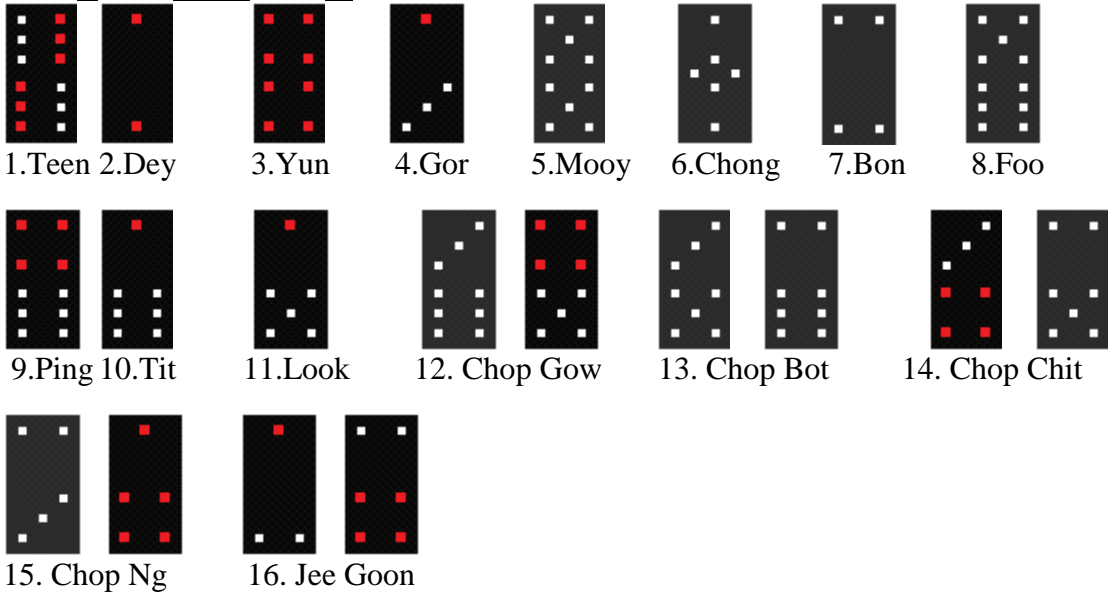 1.Teen 2.Dey 3.Yun 4.Gor 5.Mooy 6.Chong 7.Bon 8.Foo
9.Ping 10.Tit 11.Look 12. Chop Gow 13. Chop Bot 14. Chop Chit
15. Chop Ng 16. Jee Goon